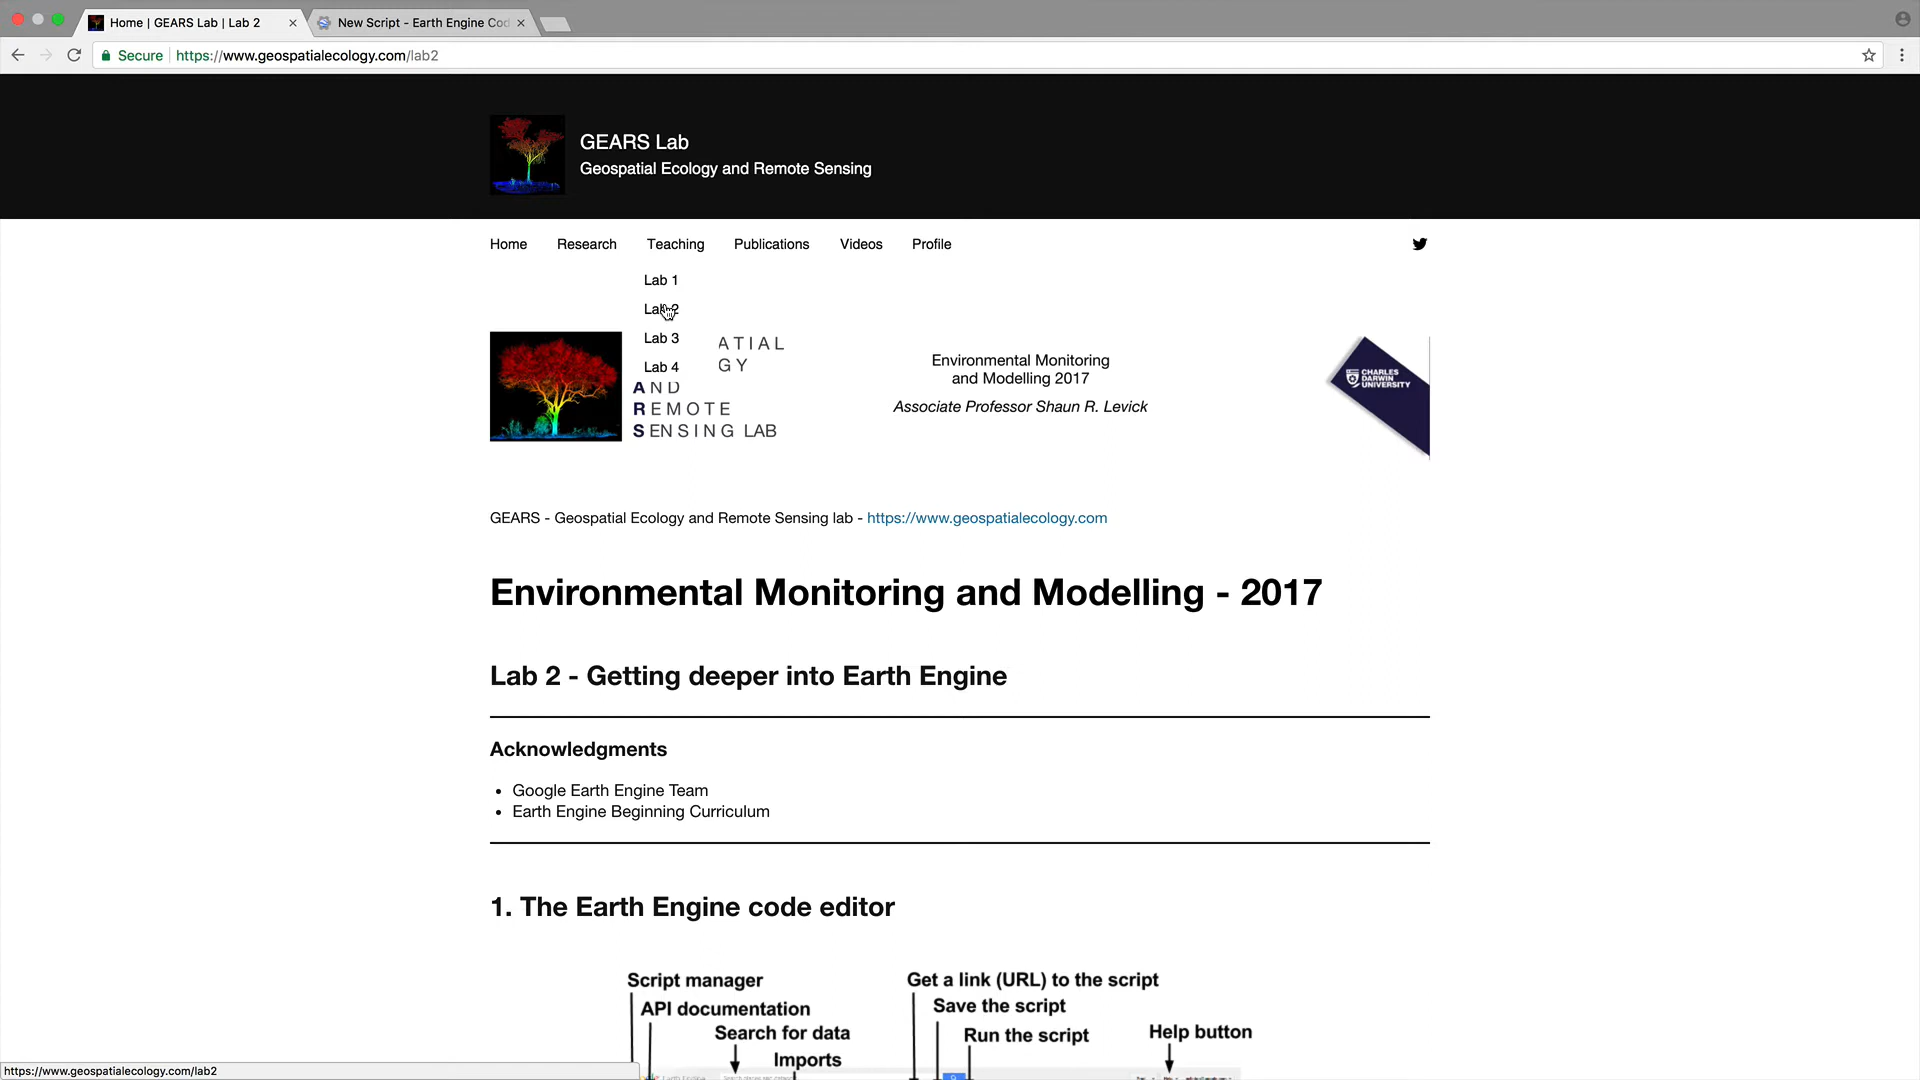 Home | GEARS Lab | Lab 2
New Script - Earth Engine Cod
Secure
https://www.geospatialecology.com/lab2
GEARS Lab
Geospatial Ecology and Remote Sensing
Home
Research
Teaching
Publications
Videos
Profile
Lab 1
Lab 2
Lab 3
Lab 4
ATIAL
GY
AND
REMOTE
SENSING LAB
Environmental Monitoring
and Modelling 2017
Associate Professor Shaun R. Levick
CHARLES
DARWIN
UNIVERSITY
GEARS - Geospatial Ecology and Remote Sensing lab - https://www.geospatialecology.com
Environmental Monitoring and Modelling - 2017
Lab 2 - Getting deeper into Earth Engine
Acknowledgments
• Google Earth Engine Team
• Earth Engine Beginning Curriculum
1. The Earth Engine code editor
Script manager
Get a link (URL) to the script
API documentation
Save the script
Search for data
Run the script
Help button
Imports
https://www.geospatialecology.com/lab2